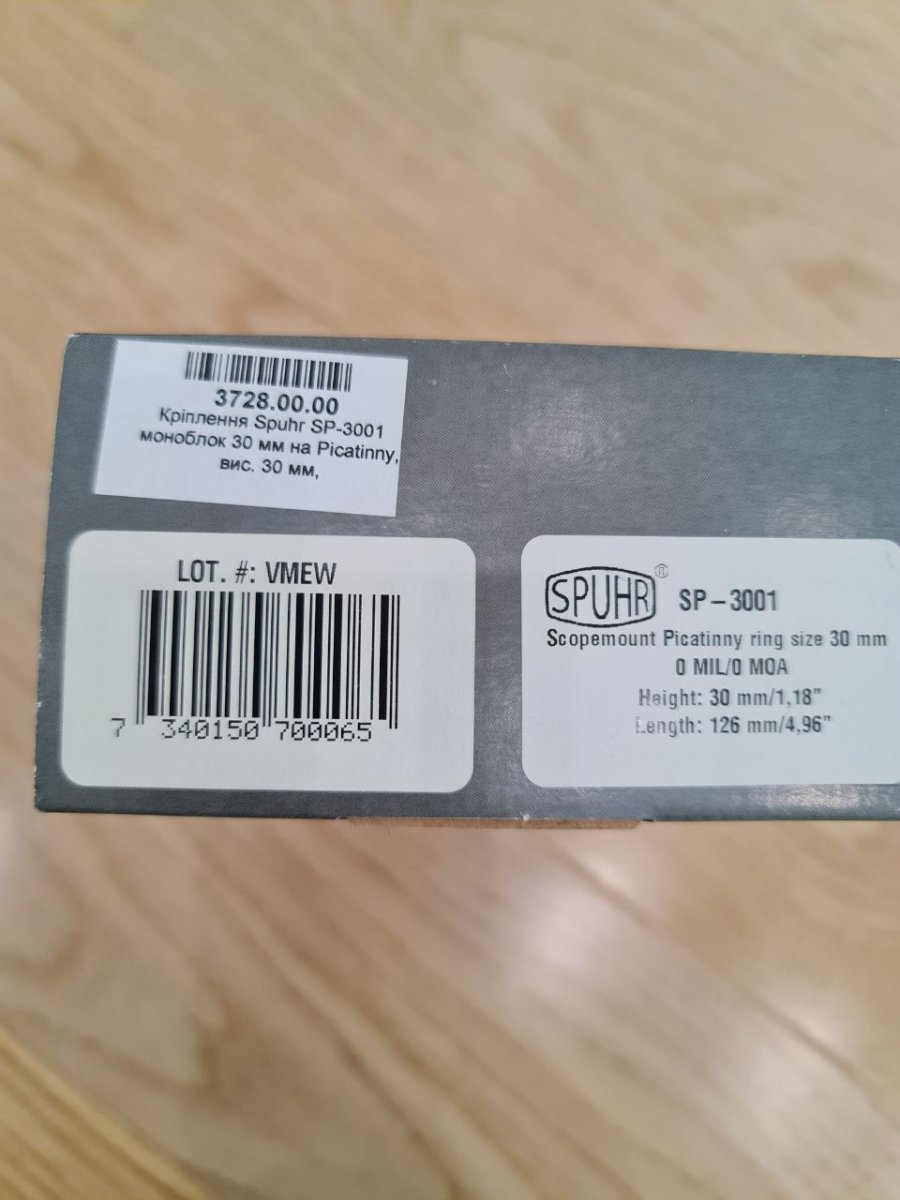 3728.00.00
Кріплення Spuhr SP-3001
моноблок 30 мм на Picatinny,
вис. 30 мм,
LOT. #: VMEW
7 340150 700065
SPUHR® SP-3001
Scopemount Picatinny ring size 30 mm
0 MIL/0 MOA
Height: 30 mm/1,18"
Length: 126 mm/4,96"